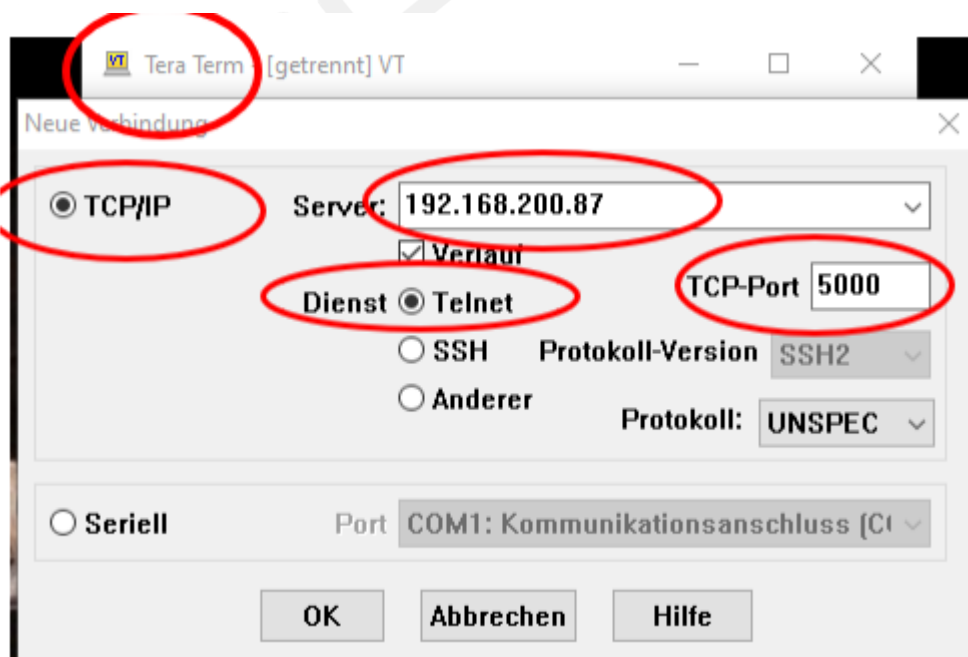 Tera Term - [getrennt] VT
Neue Verbindung
TCP/IP
Server: 192.168.200.87
Verlauf
Dienst Telnet
TCP-Port 5000
SSH
Protokoll-Version SSH2
Anderer
Protokoll: UNSPEC
Seriell
Port COM1: Kommunikationsanschluss (C
OK Abbrechen Hilfe